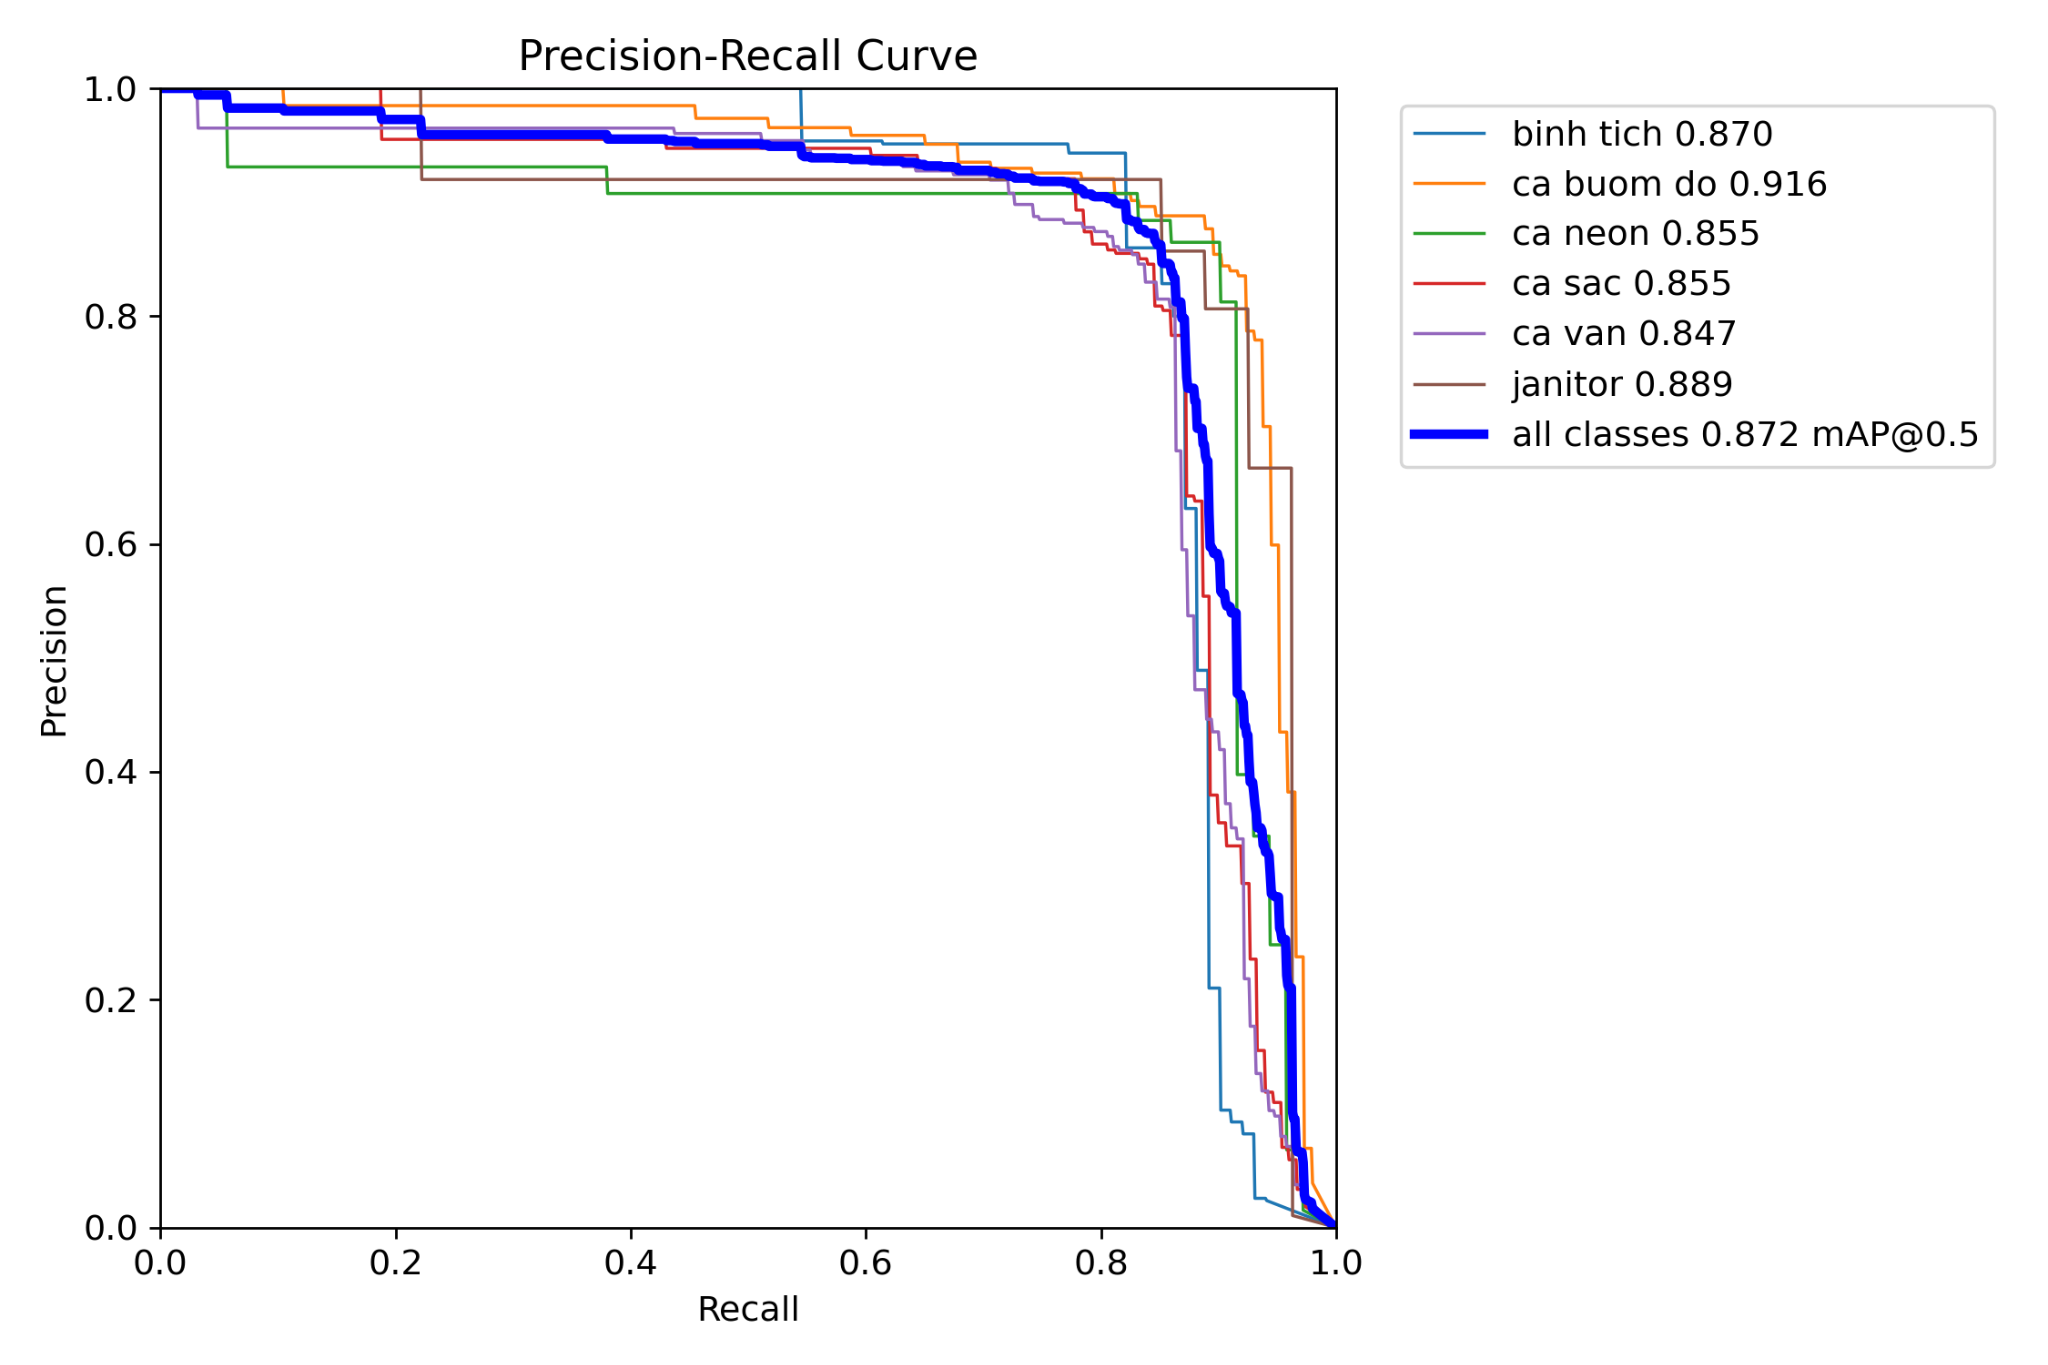 Precision-Recall Curve
1.0
0.8
0.6
0.4
0.2
0.0
Precision
0.0 0.2 0.4 0.6 0.8 1.0
Recall
binh tich 0.870
ca buom do 0.916
ca neon 0.855
ca sac 0.855
ca van 0.847
janitor 0.889
all classes 0.872 mAP@0.5